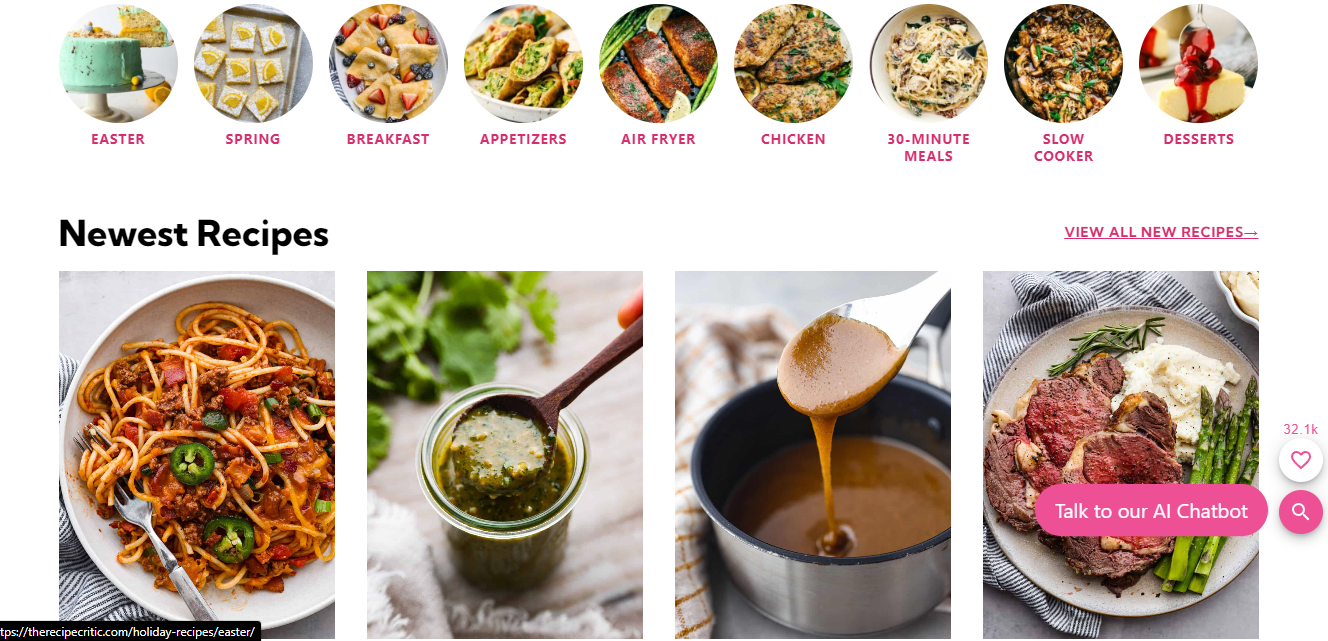 EASTER
SPRING
BREAKFAST
APPETIZERS
AIR FRYER
CHICKEN
30-MINUTE
MEALS
SLOW
COOKER
DESSERTS
Newest Recipes
VIEW ALL NEW RECIPES→
32.1k
Talk to our AI Chatbot
tps://therecipecritic.com/holiday-recipes/easter/